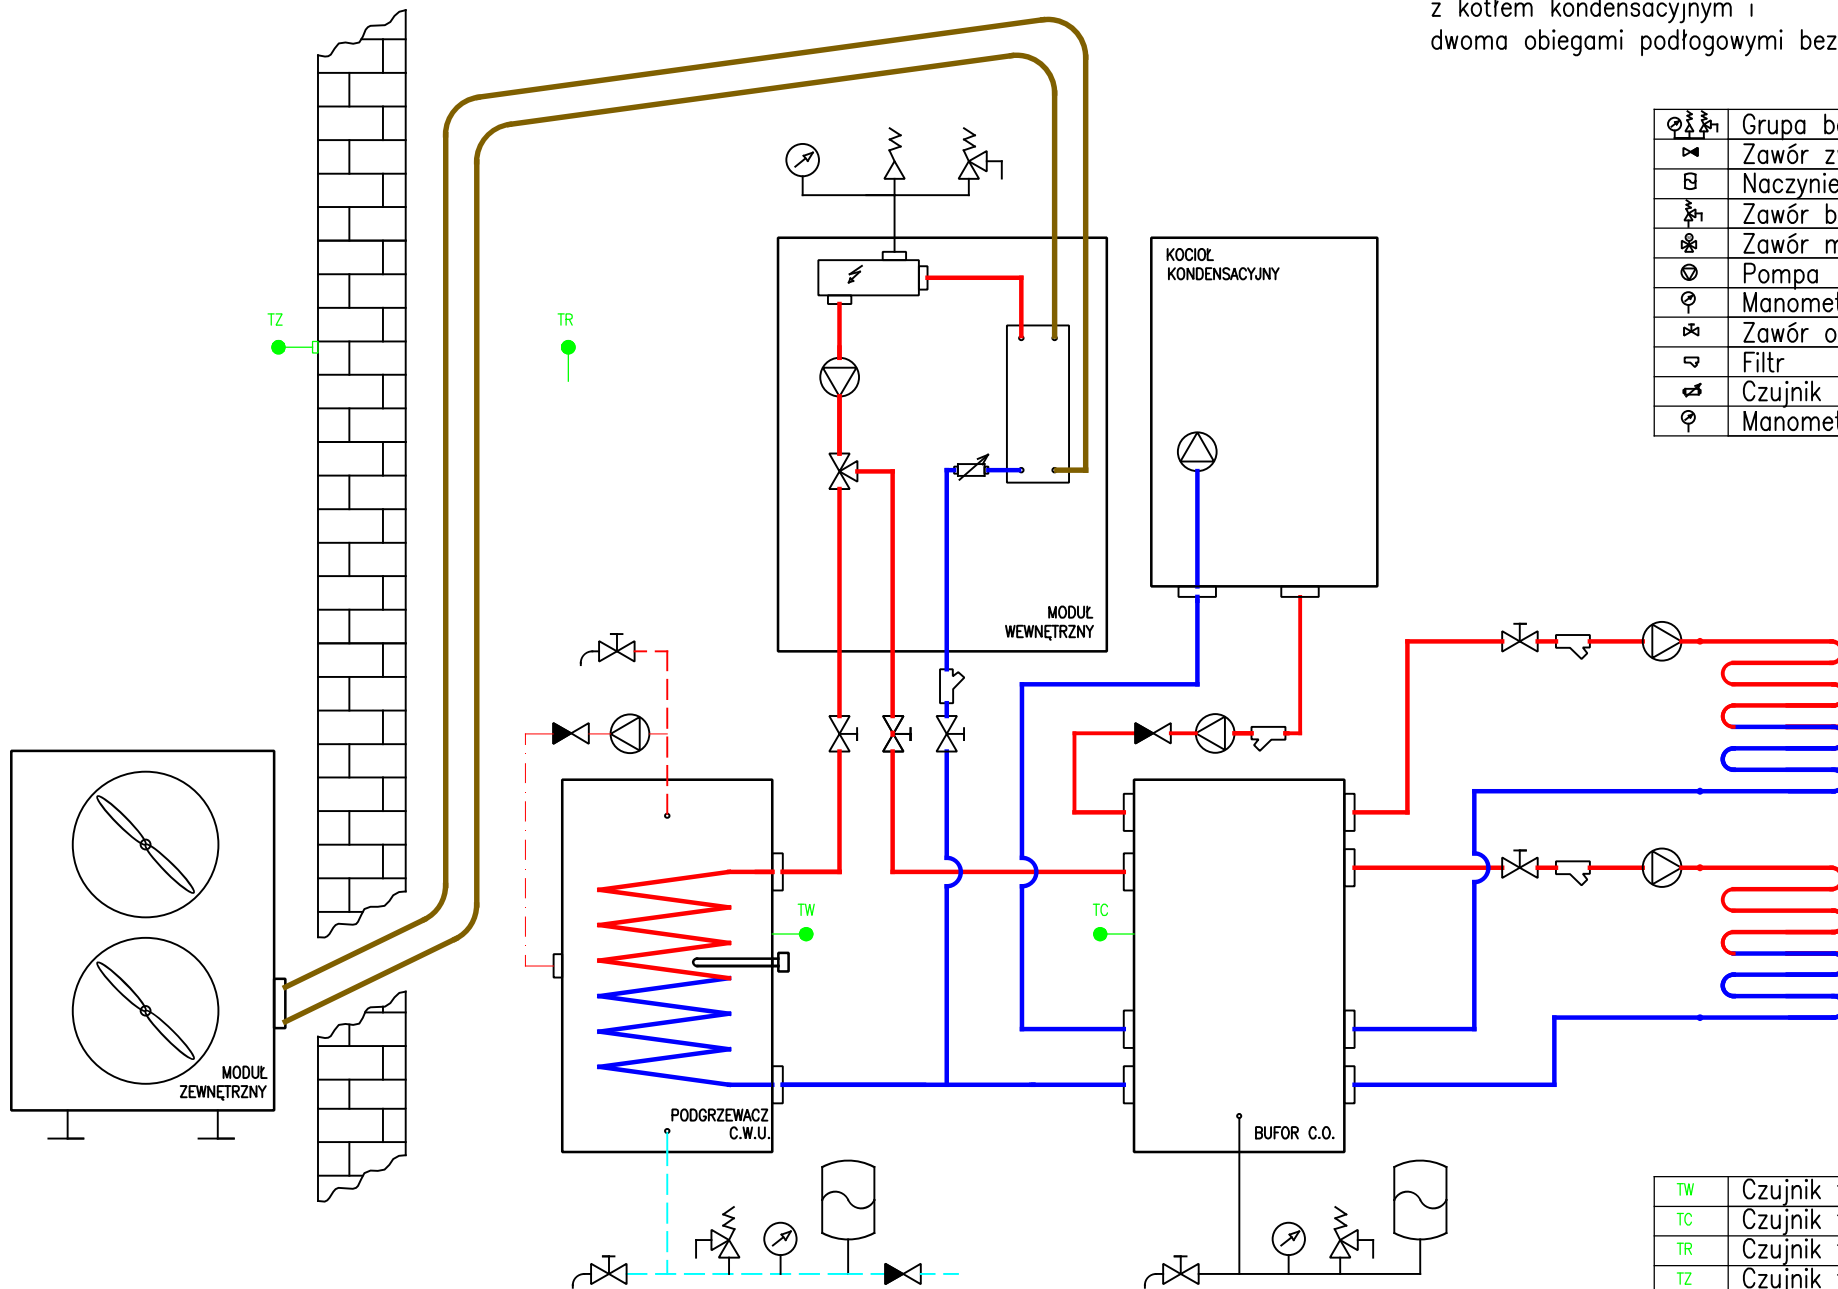 z kotłem kondensacyjnym i
dwoma obiegami podłogowymi bez
Grupa
Zawór
Naczynie
Zawór
Zawór
Pompa
Zawór
Filtr
Czujnik
KOCIOŁ
KONDENSACYJNY
TZ
TR
MODUŁ
WEWNĘTRZNY
TW
TC
MODUŁ
ZEWNĘTRZNY
PODGRZEWACZ
C.W.U.
BUFOR C.O.
TW Czujnik
TC Czujnik
TR Czujnik
TZ Czujnik